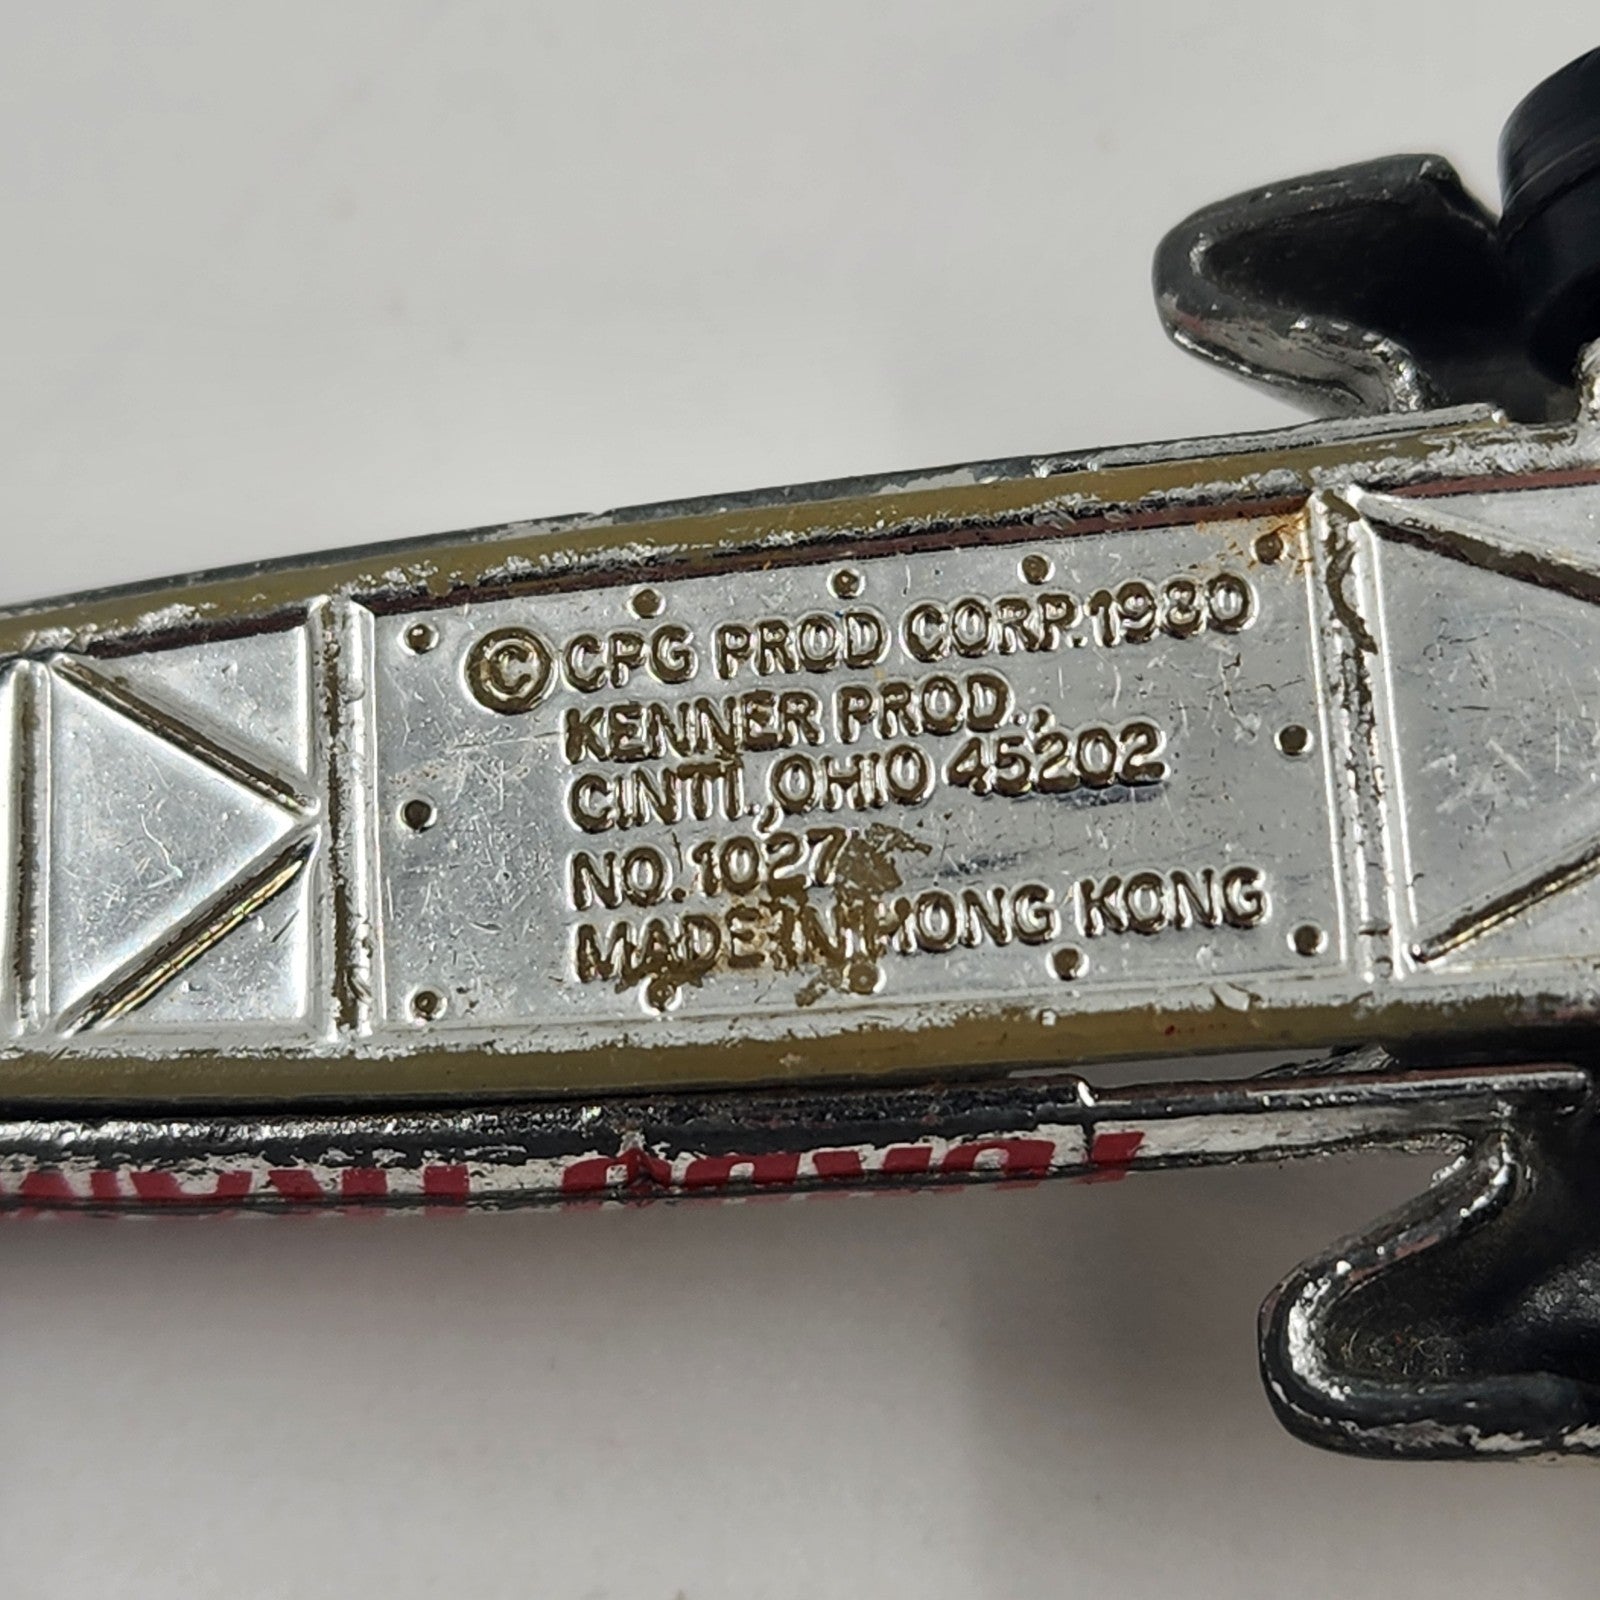 © CPG PROD CORP. 1980
KENNER PROD.,
CINTI., OHIO 45202
NO. 1027
MADE IN HONG KONG